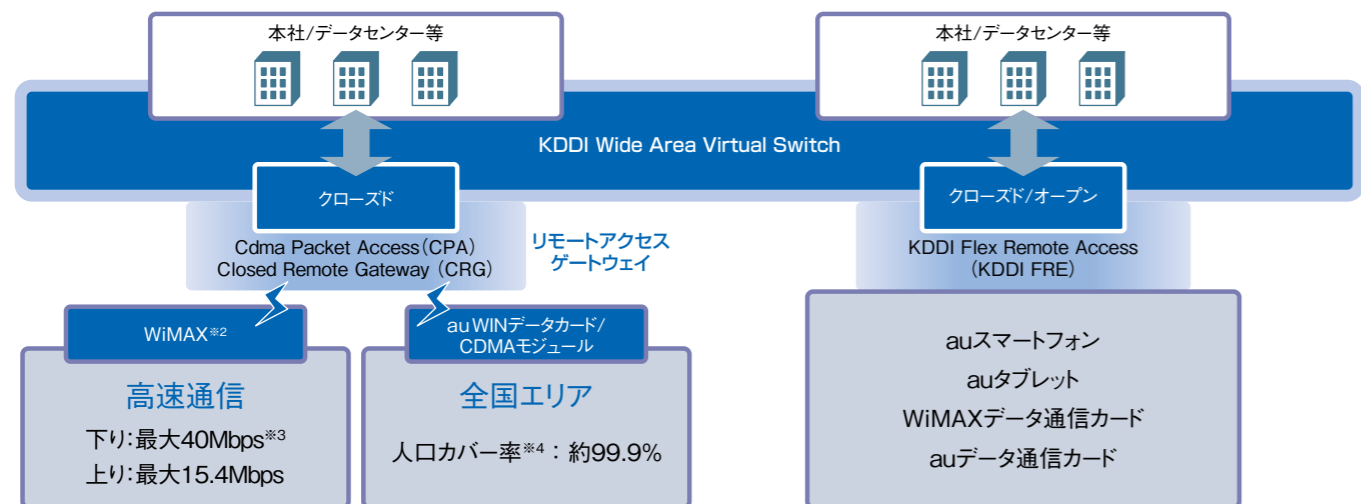 本社/データセンター等
本社/データセンター等
KDDI Wide Area Virtual Switch
クローズド
クローズド/オープン
Cdma Packet Access(CPA)
Closed Remote Gateway (CRG)
リモートアクセス
ゲートウェイ
KDDI Flex Remote Access
(KDDI FRE)
WiMAX※2
高速通信
下り:最大40Mbps※3
上り:最大15.4Mbps
au WINデータカード/
CDMAモジュール
全国エリア
人口カバー率※4 : 約99.9%
auスマートフォン
auタブレット
WiMAXデータ通信カード
auデータ通信カード